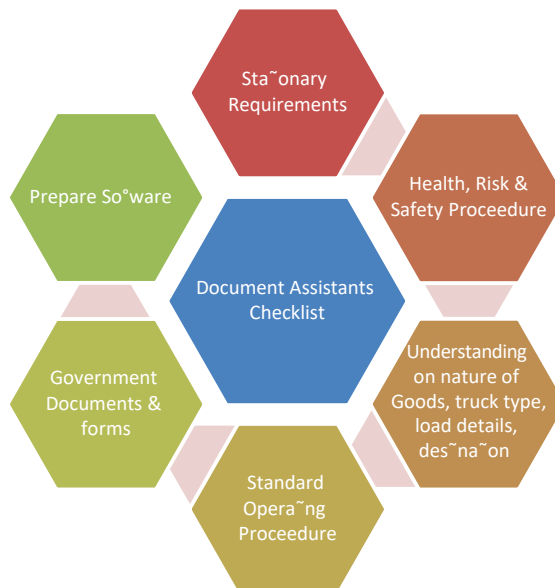 Sta˜onary
Requirements
Health, Risk &
Safety Proceedure
Understanding
on nature of
Goods, truck type,
load details,
des˜na˜on
Standard
Opera˜ng
Proceedure
Government
Documents &
forms
Prepare So°ware
Document Assistants
Checklist